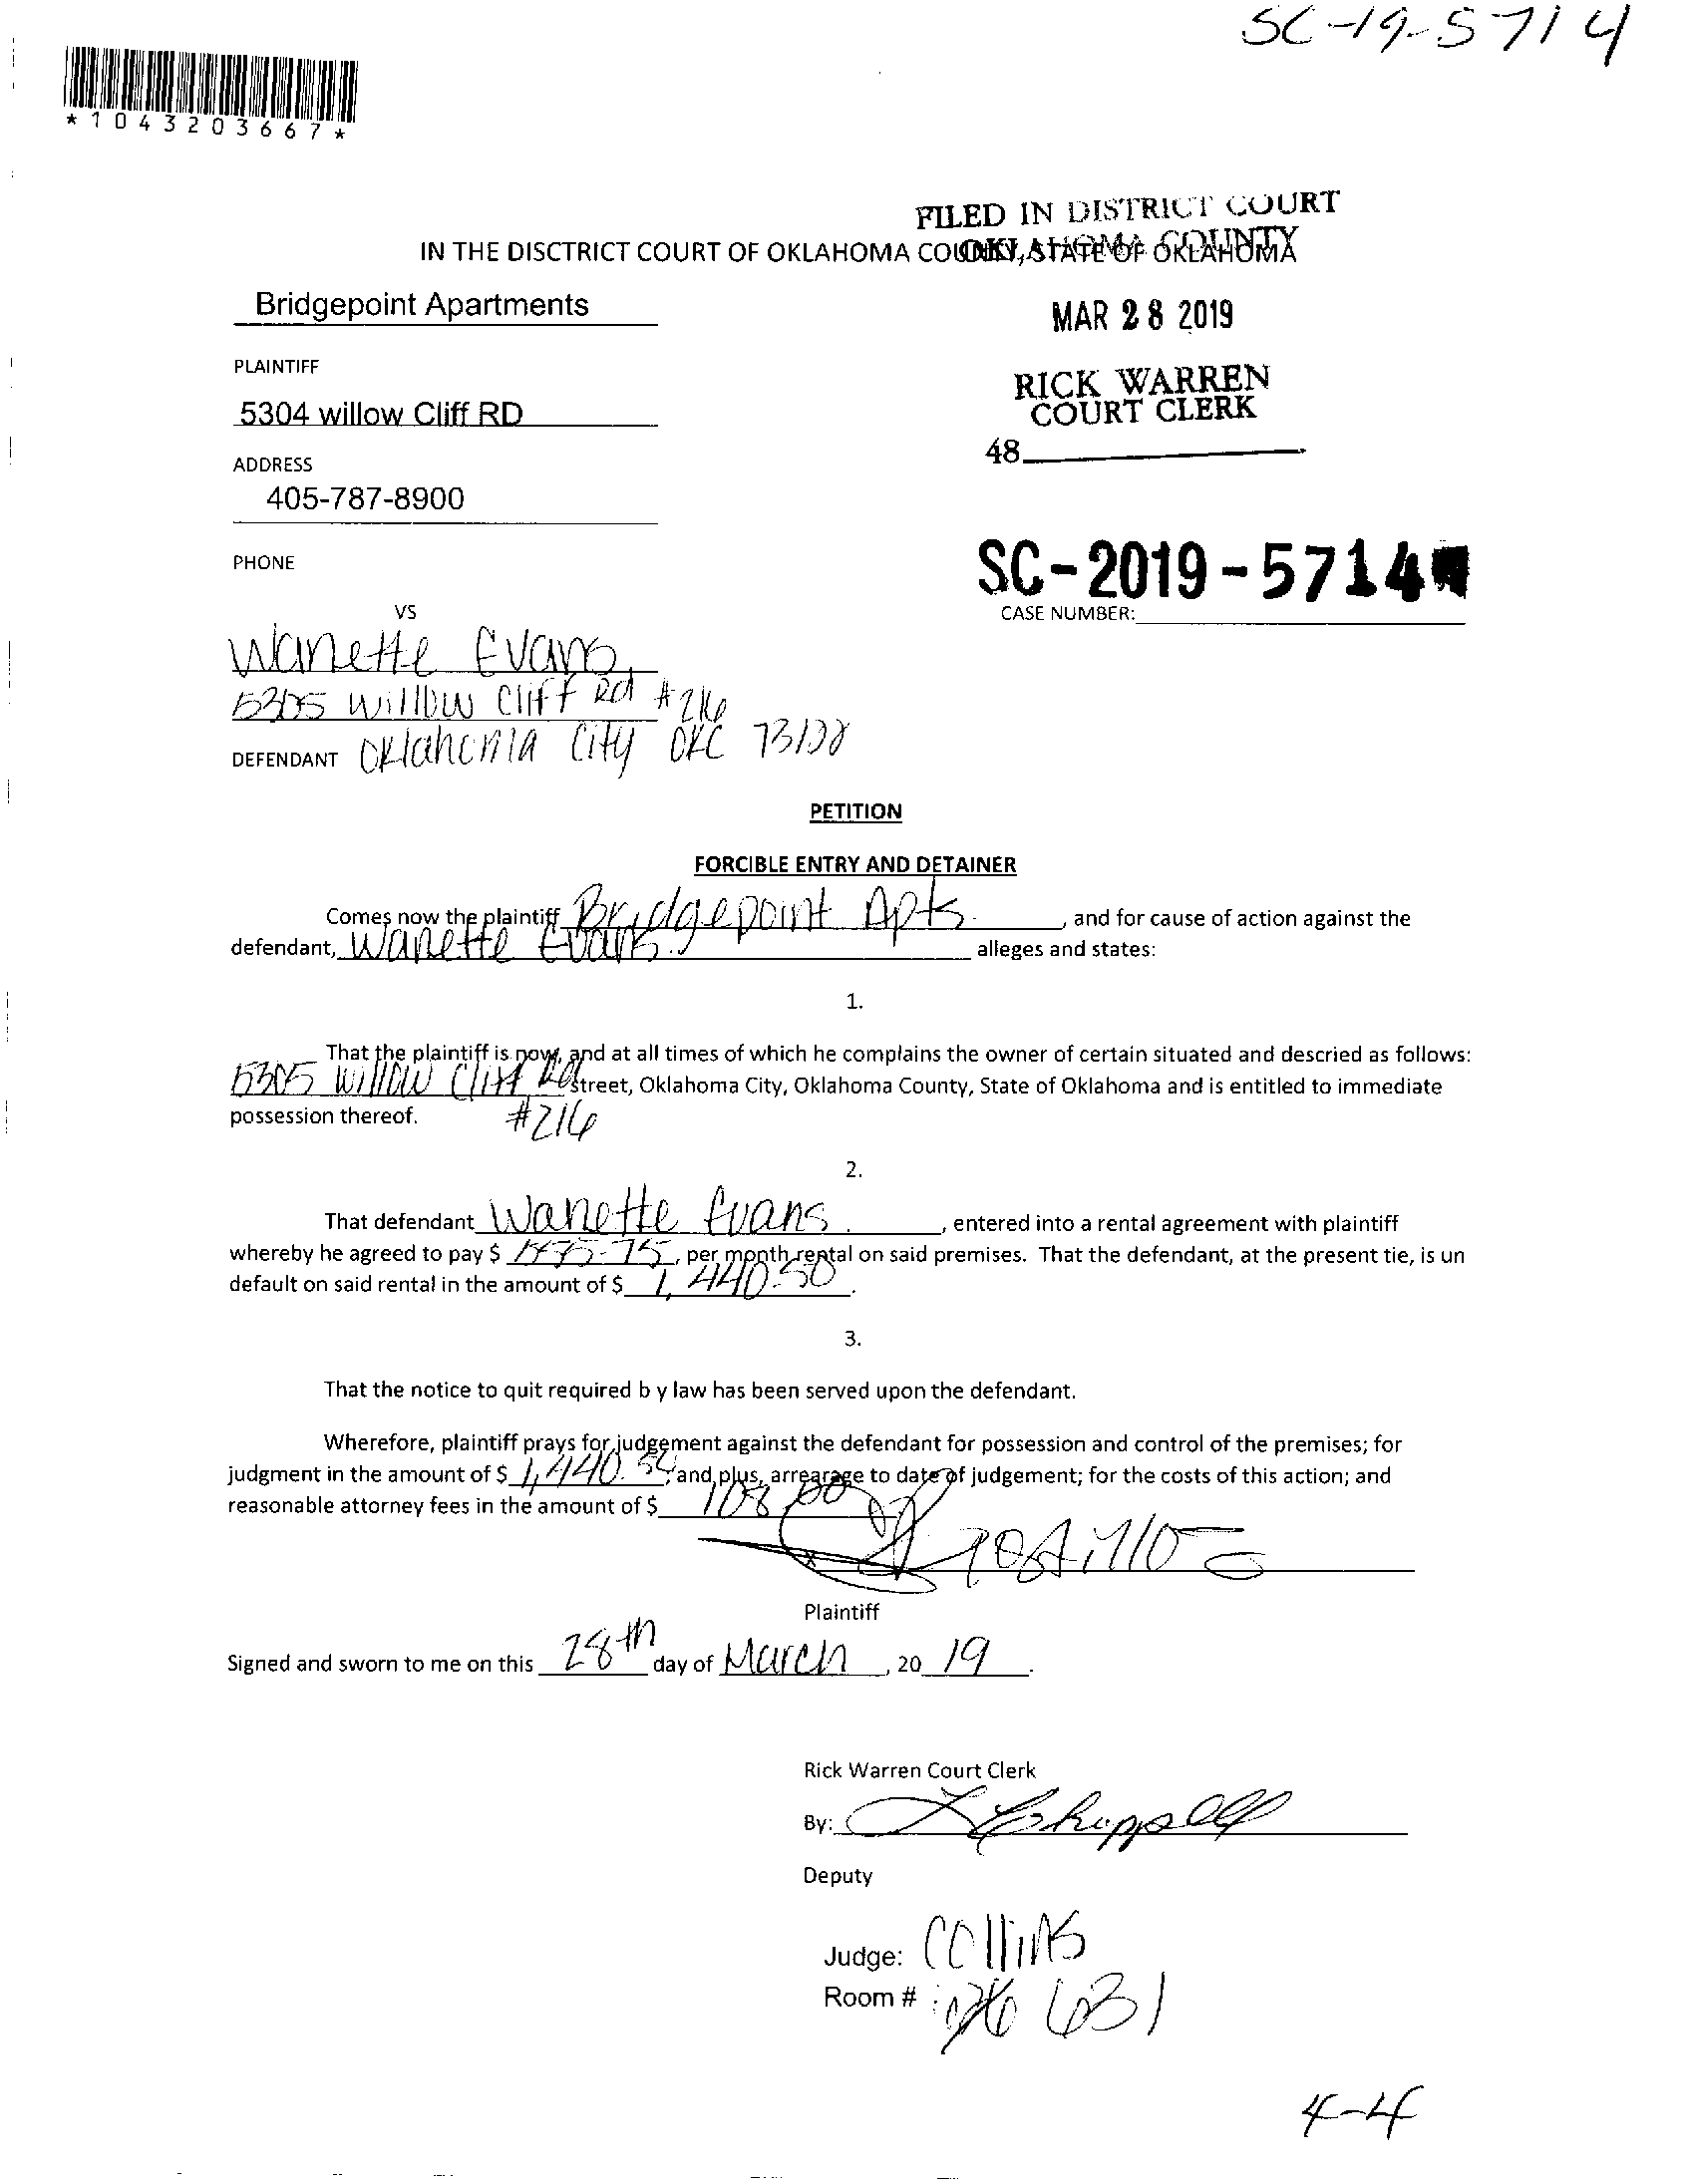 SC-19-5714
*1043203667*
FILED IN DISTRICT COURT
OKLAHOMA COUNTY
IN THE DISCTRICT COURT OF OKLAHOMA COUNTY, STATE OF OKLAHOMA
Bridgepoint Apartments
MAR 28 2019
PLAINTIFF
RICK WARREN
COURT CLERK
5304 willow Cliff RD
48
ADDRESS
405-787-8900
PHONE
SC-2019-5714
CASE NUMBER:
VS
Wanette Evans
5305 Willow Cliff Rd #216
DEFENDANT Oklahoma City OKC
PETITION
FORCIBLE ENTRY AND DETAINER
Comes now the plaintiff Bridgepoint Apts. , and for cause of action against the
defendant, Wanette Evans. alleges and states:
1.
That the plaintiff is now, and at all times of which he complains the owner of certain situated and descried as follows:
5305 Willow Cliff Rd street, Oklahoma City, Oklahoma County, State of Oklahoma and is entitled to immediate
possession thereof. #216
2.
That defendant Wanette Evans. , entered into a rental agreement with plaintiff
whereby he agreed to pay $ , per month rental on said premises. That the defendant, at the present tie, is un
default on said rental in the amount of $ 1,440.50 .
3.
That the notice to quit required b y law has been served upon the defendant.
Wherefore, plaintiff prays for judgement against the defendant for possession and control of the premises; for
judgment in the amount of $ 1,440.50 , and plus, arrearage to date of judgement; for the costs of this action; and
reasonable attorney fees in the amount of $ 108.00
x
Plaintiff
Signed and sworn to me on this 28th day of March , 20 19 .
Rick Warren Court Clerk
By:
Deputy
Judge: Collins
Room # : 631
4-4